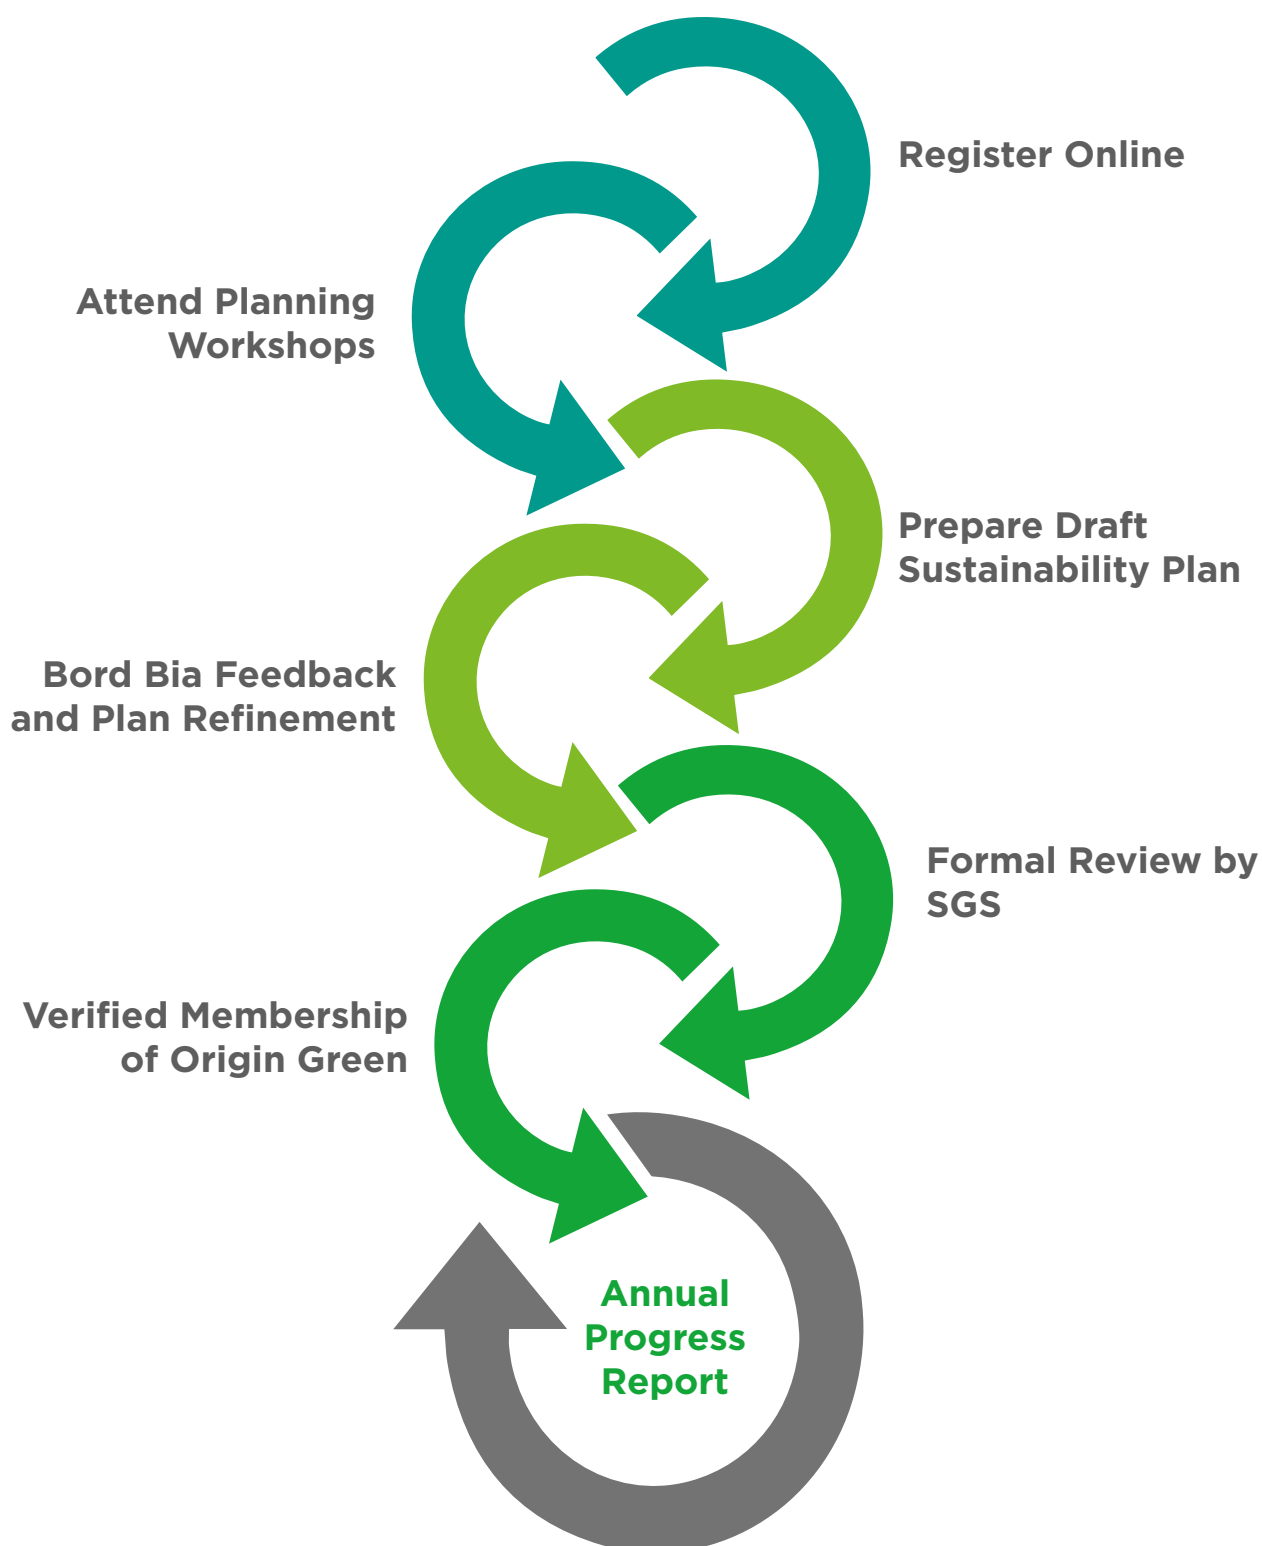 Register Online
Attend Planning
Workshops
Prepare Draft
Sustainability Plan
Bord Bia Feedback
and Plan Refinement
Formal Review by
SGS
Verified Membership
of Origin Green
Annual
Progress
Report